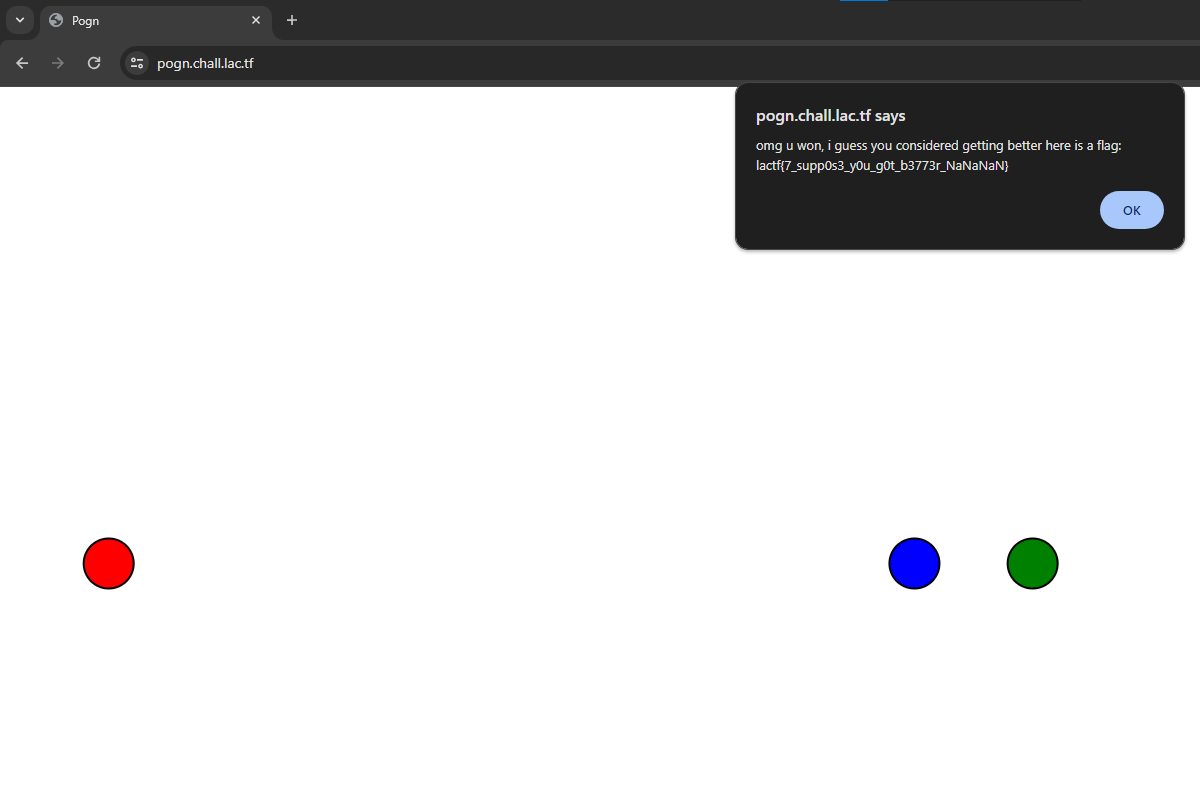 Pogn
pogn.chall.lac.tf
pogn.chall.lac.tf says
omg u won, i guess you considered getting better here is a flag:
lactf{7_supp0s3_y0u_g0t_b3773r_NaNaNaN}
OK